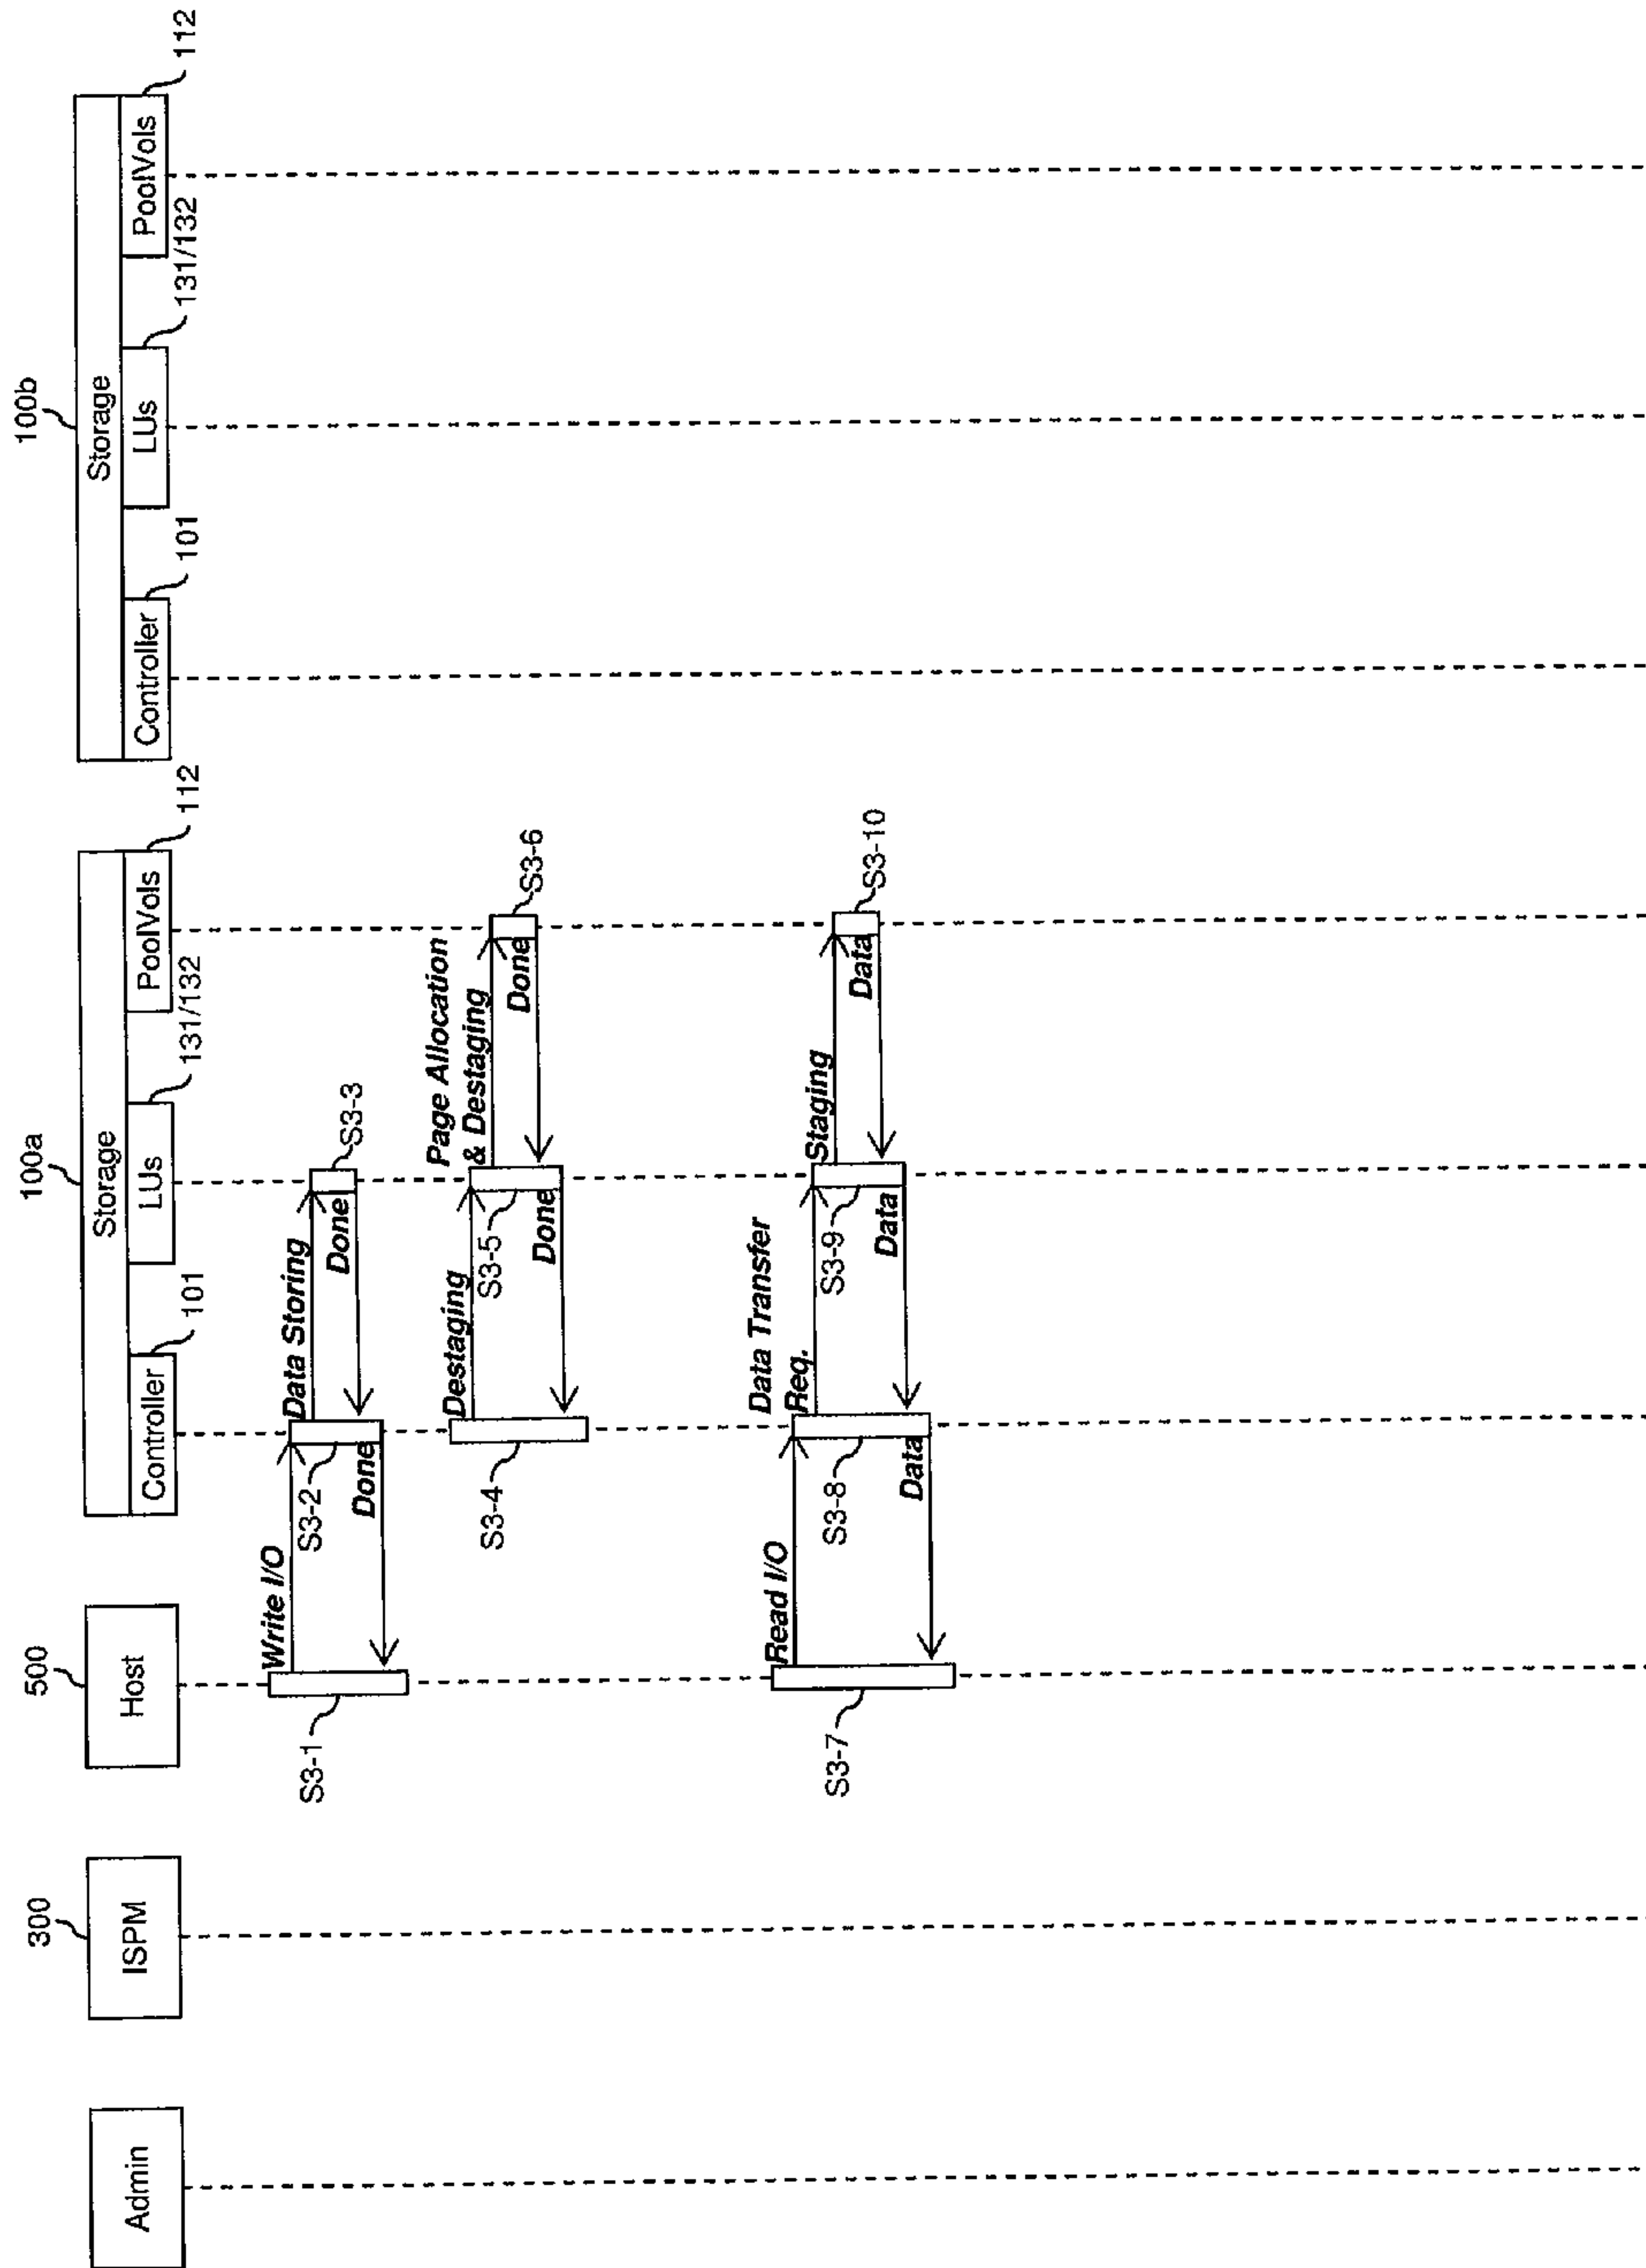 100a
100b
300
500
Storage
Storage
Admin
ISPM
Host
Controller
LUs
PoolVols
Controller
LUs
PoolVols
101
131/132
112
101
131/132
112
Write I/O
Data Storing
S3-1
S3-2
Done
Done
S3-3
Destaging
Page Allocation
& Destaging
S3-4
S3-5
Done
Done
S3-6
Read I/O
Data Transfer
Req.
Staging
S3-7
S3-8
Data
S3-9
Data
Data
S3-10